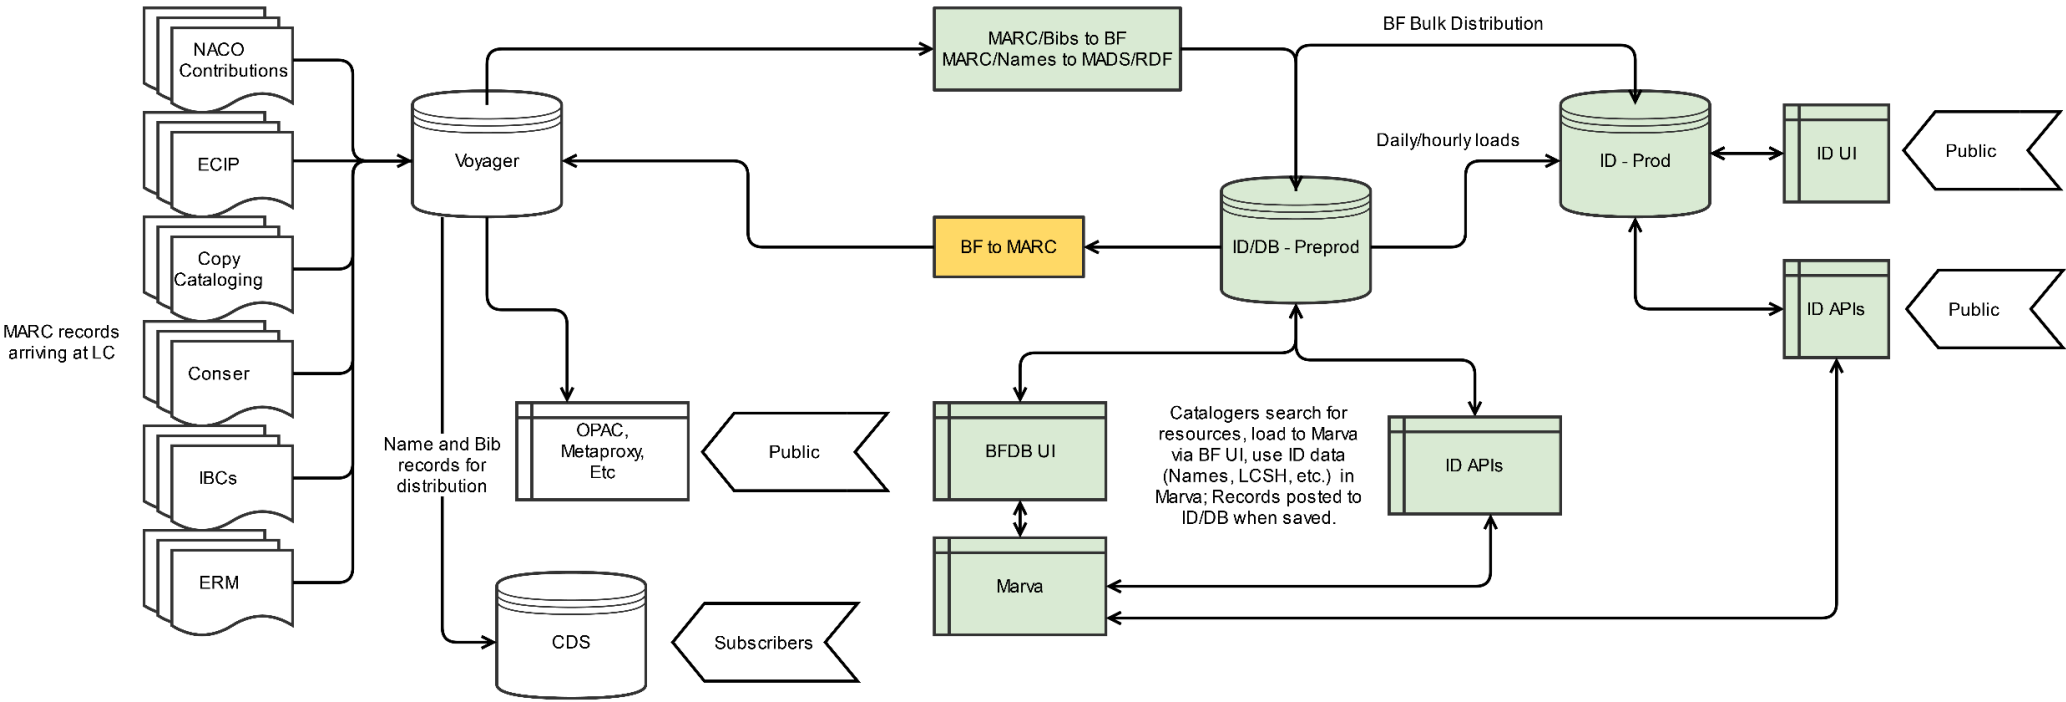 MARC records
arriving at LC
NACO
Contributions
ECIP
Copy
Cataloging
Conser
IBCs
ERM
Voyager
Name and Bib
records for
distribution
OPAC,
Metaproxy,
Etc
Public
CDS
Subscribers
MARC/Bibs to BF
MARC/Names to MADS/RDF
BF to MARC
ID/DB - Preprod
BF Bulk Distribution
Daily/hourly loads
ID - Prod
ID UI
Public
ID APIs
Public
BFDB UI
Catalogers search for
resources, load to Marva
via BF UI, use ID data
(Names, LCSH, etc.) in
Marva; Records posted to
ID/DB when saved.
ID APIs
Marva